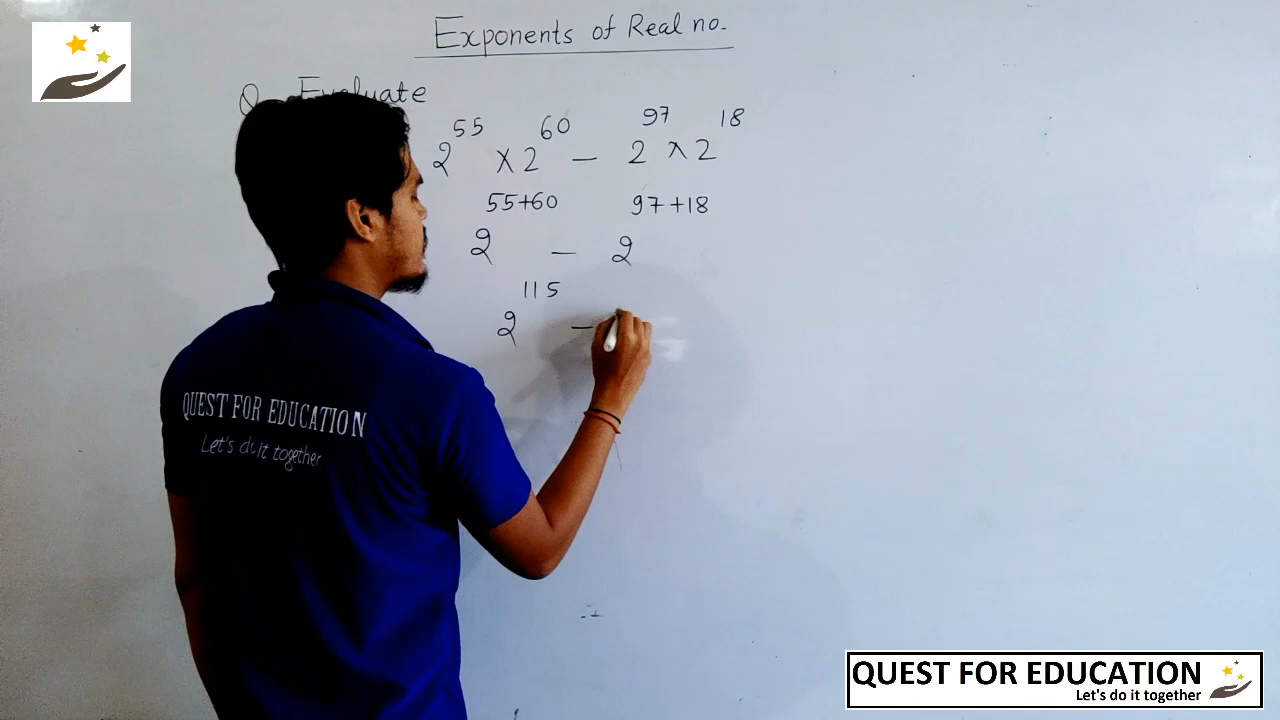 Exponents of Real no.
Q Evaluate
2^55 × 2^60 — 2^97 × 2^18
2^55+60 — 2^97+18
2^115 —
QUEST FOR EDUCATION
Let's do it together
QUEST FOR EDUCATION
Let's do it together